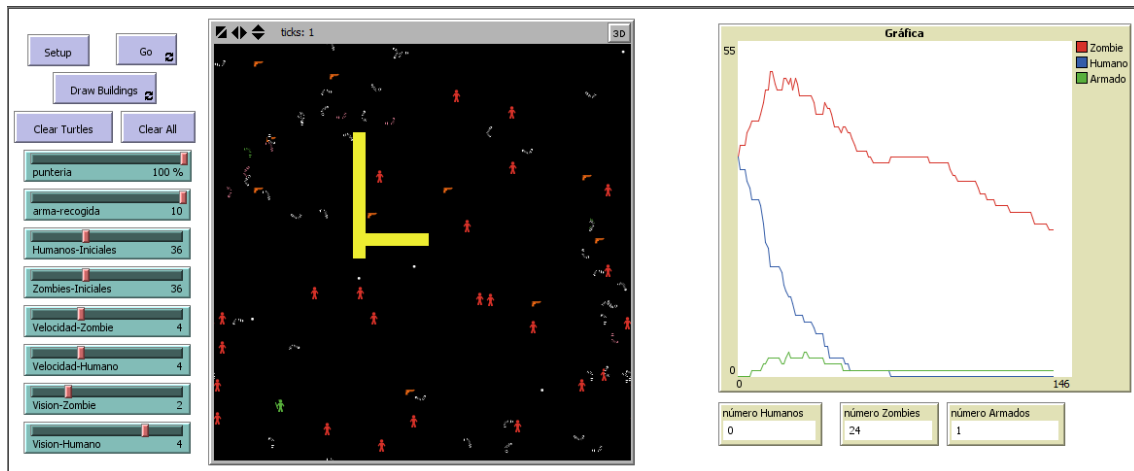 Setup
Go
Draw Buildings
Clear Turtles
Clear All
punteria 100 %
arma-recogida 10
Humanos-Iniciales 36
Zombies-Iniciales 36
Velocidad-Zombie 4
Velocidad-Humano 4
Vision-Zombie 2
Vision-Humano 4
ticks: 1
3D
Gráfica
55
0
0
146
Zombie
Humano
Armado
número Humanos
0
número Zombies
24
número Armados
1